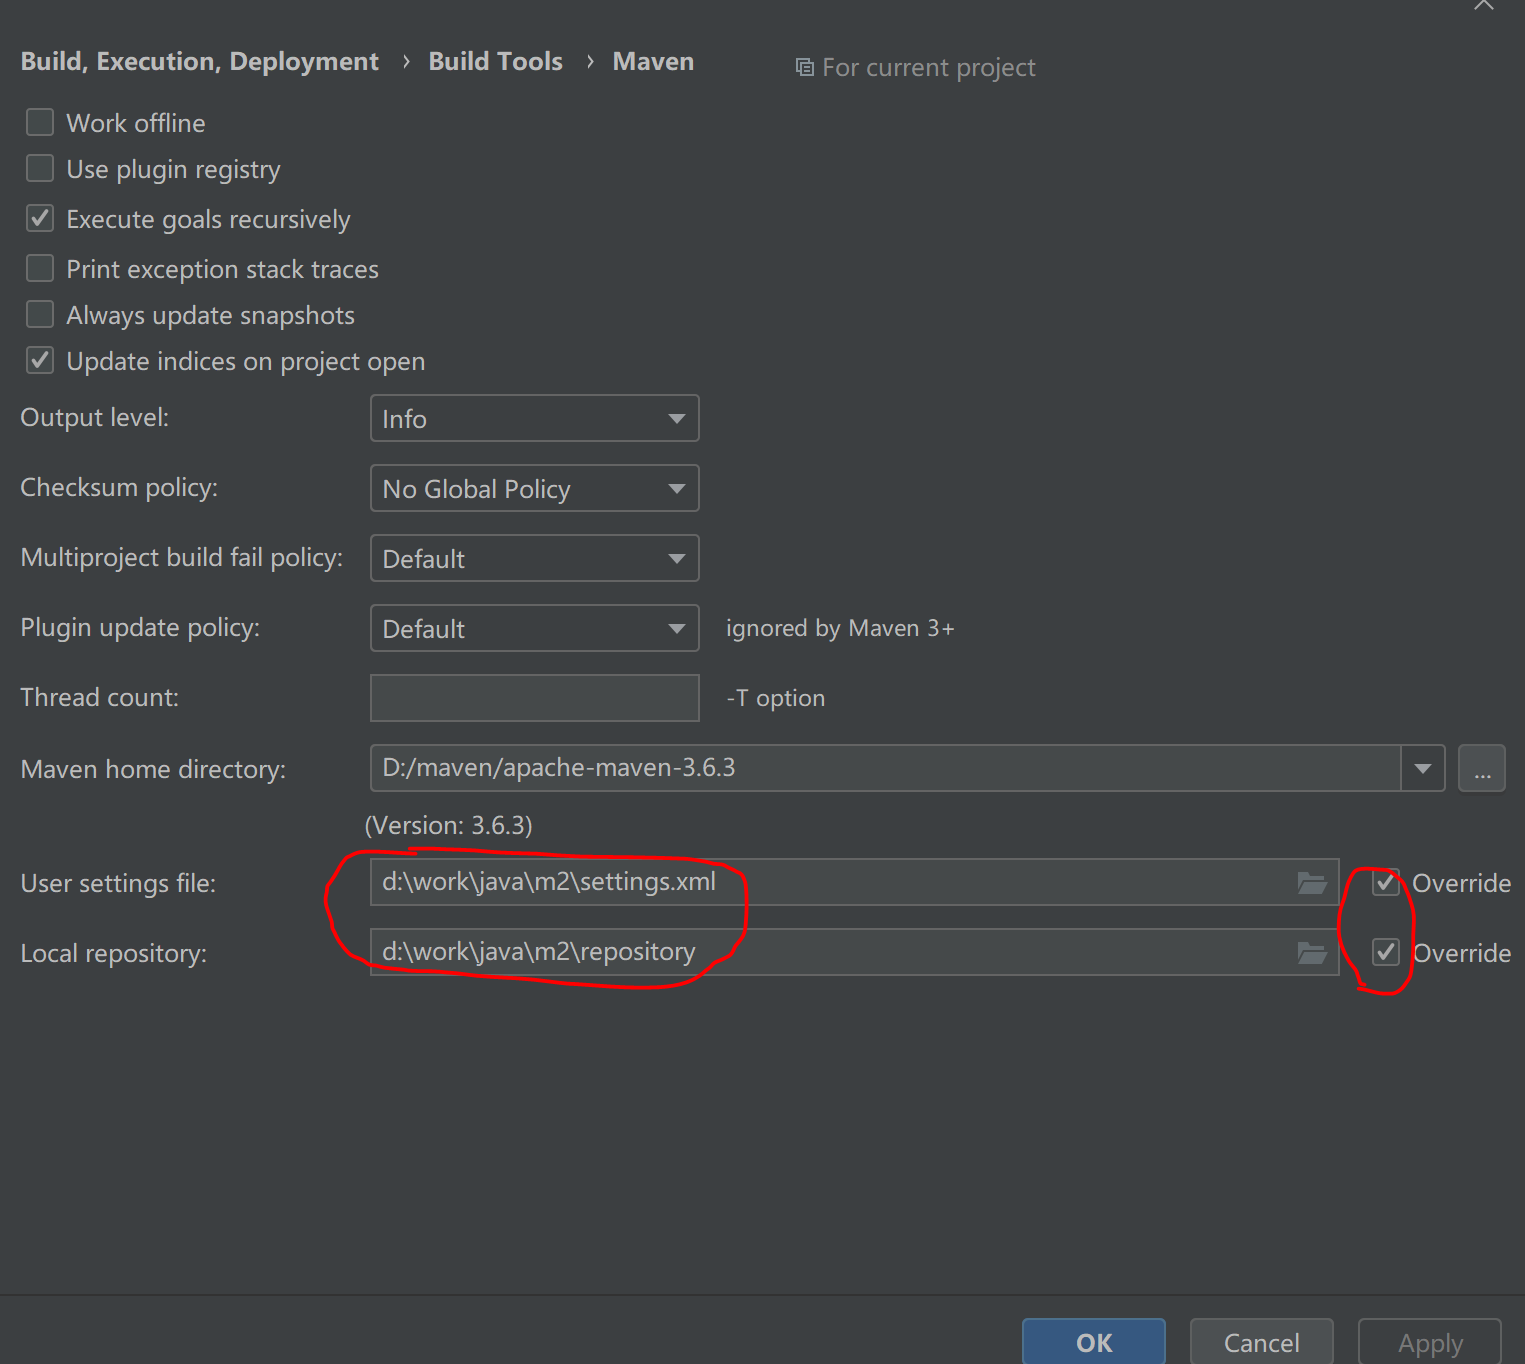 Build, Execution, Deployment › Build Tools › Maven For current project
Work offline
Use plugin registry
Execute goals recursively
Print exception stack traces
Always update snapshots
Update indices on project open
Output level: Info
Checksum policy: No Global Policy
Multiproject build fail policy: Default
Plugin update policy: Default ignored by Maven 3+
Thread count: -T option
Maven home directory: D:/maven/apache-maven-3.6.3 ...
(Version: 3.6.3)
User settings file: d:\work\java\m2\settings.xml Override
Local repository: d:\work\java\m2\repository Override
OK Cancel Apply